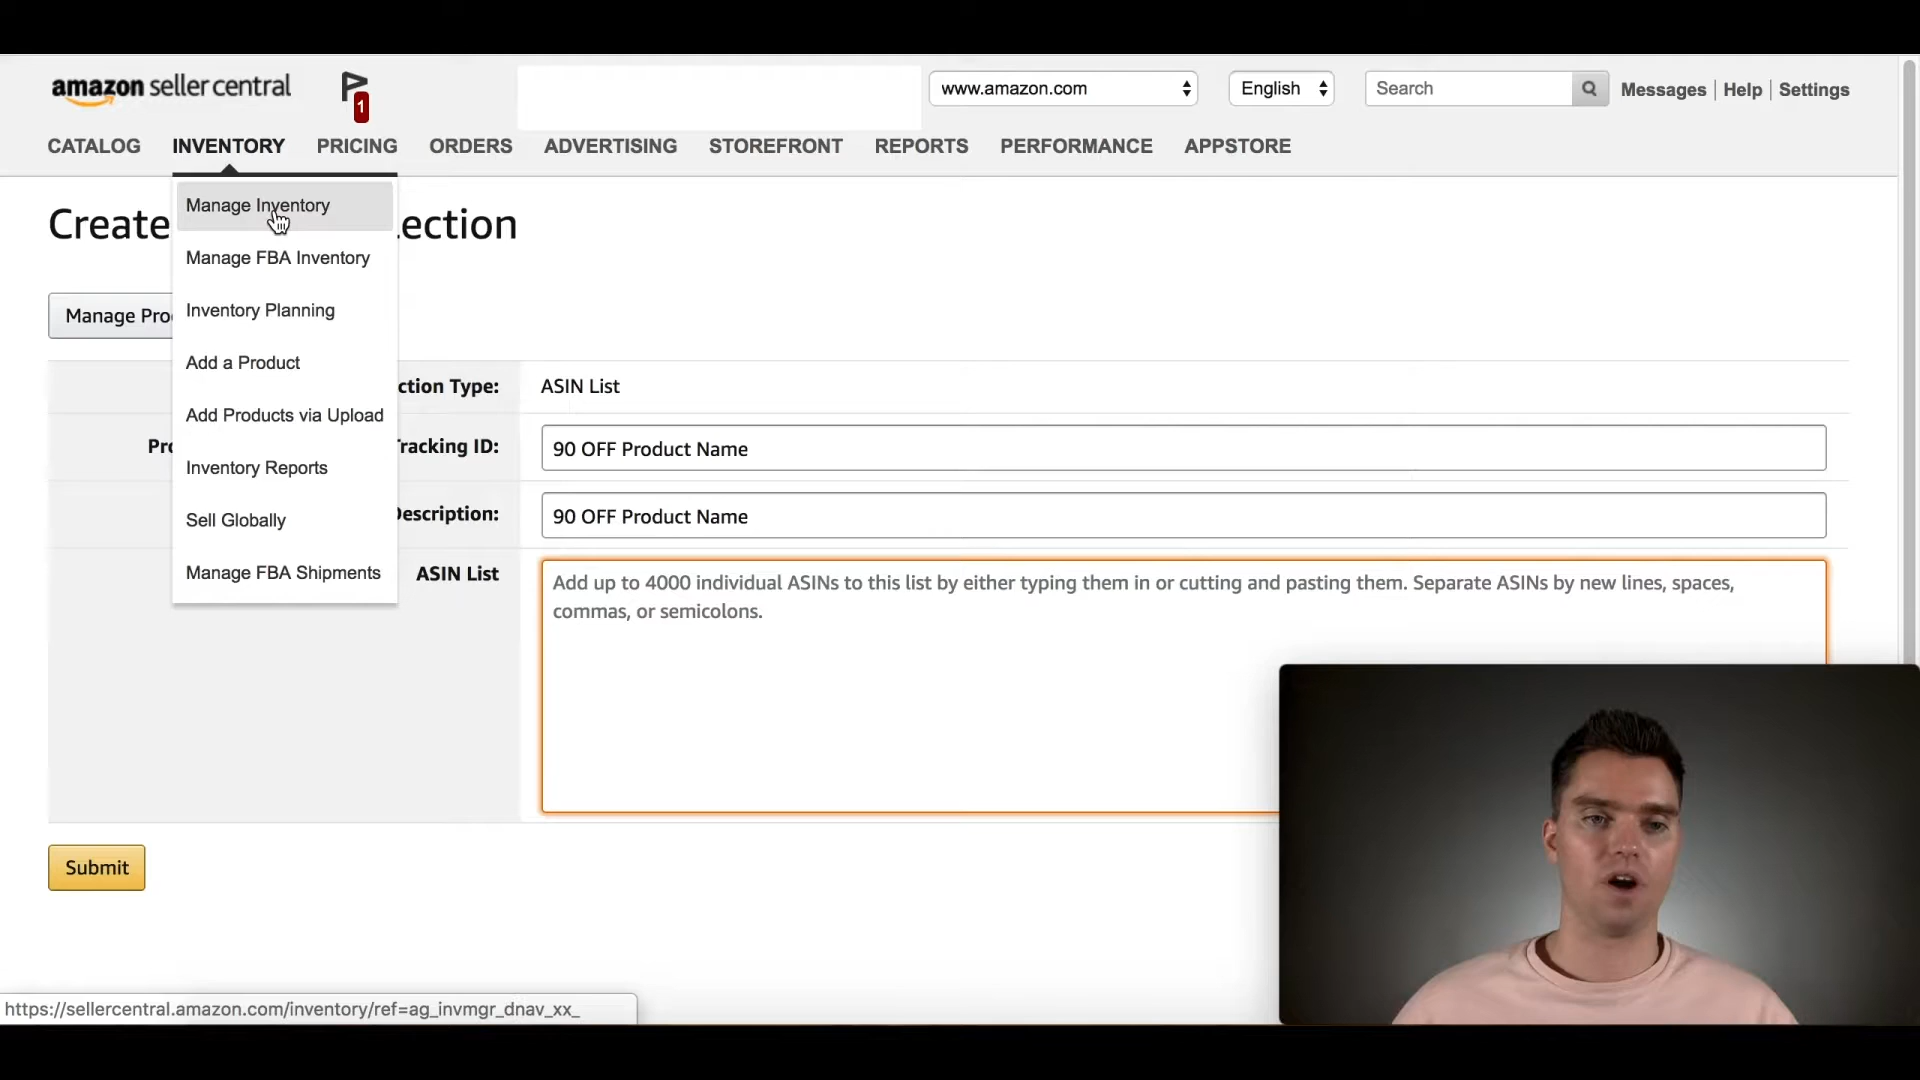 amazon seller central
1
www.amazon.com
English
Search
Messages
Help
Settings
CATALOG
INVENTORY
PRICING
ORDERS
ADVERTISING
STOREFRONT
REPORTS
PERFORMANCE
APPSTORE
Manage Inventory
Manage FBA Inventory
Inventory Planning
Add a Product
Add Products via Upload
Inventory Reports
Sell Globally
Manage FBA Shipments
Create ection
Manage Pro
ction Type:
ASIN List
Pro Tracking ID:
90 OFF Product Name
Description:
90 OFF Product Name
ASIN List
Add up to 4000 individual ASINs to this list by either typing them in or cutting and pasting them. Separate ASINs by new lines, spaces,
commas, or semicolons.
Submit
https://sellercentral.amazon.com/inventory/ref=ag_invmgr_dnav_xx_